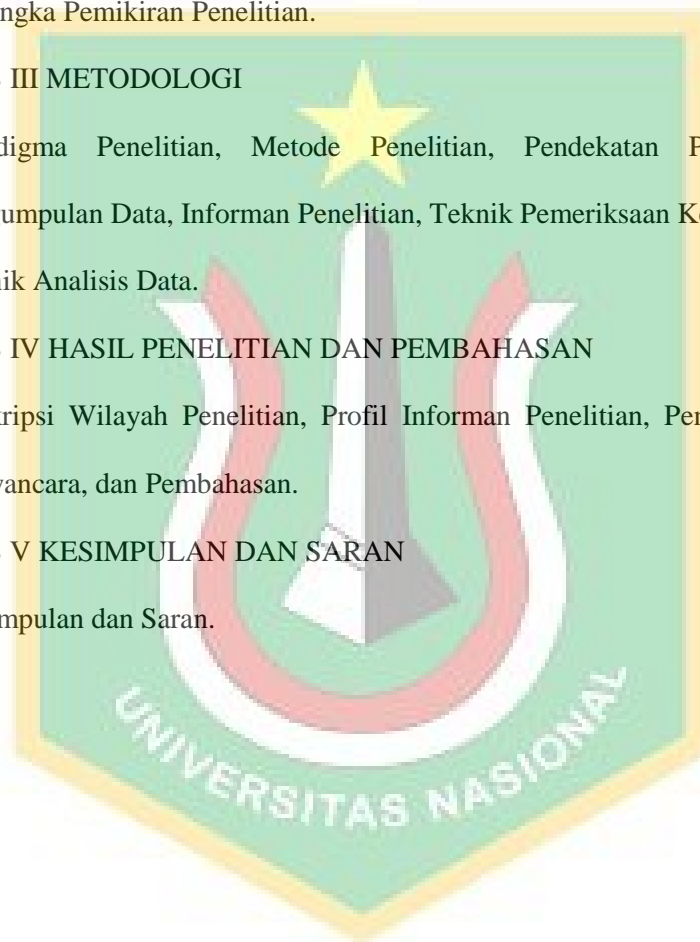 ngka Pemikiran Penelitian.
III METODOLOGI
digma Penelitian, Metode Penelitian, Pendekatan P
umpulan Data, Informan Penelitian, Teknik Pemeriksaan K
ik Analisis Data.
IV HASIL PENELITIAN DAN PEMBAHASAN
ripsi Wilayah Penelitian, Profil Informan Penelitian, Pe
ancara, dan Pembahasan.
V KESIMPULAN DAN SARAN
mpulan dan Saran.
UNIVERSITAS NASIONAL